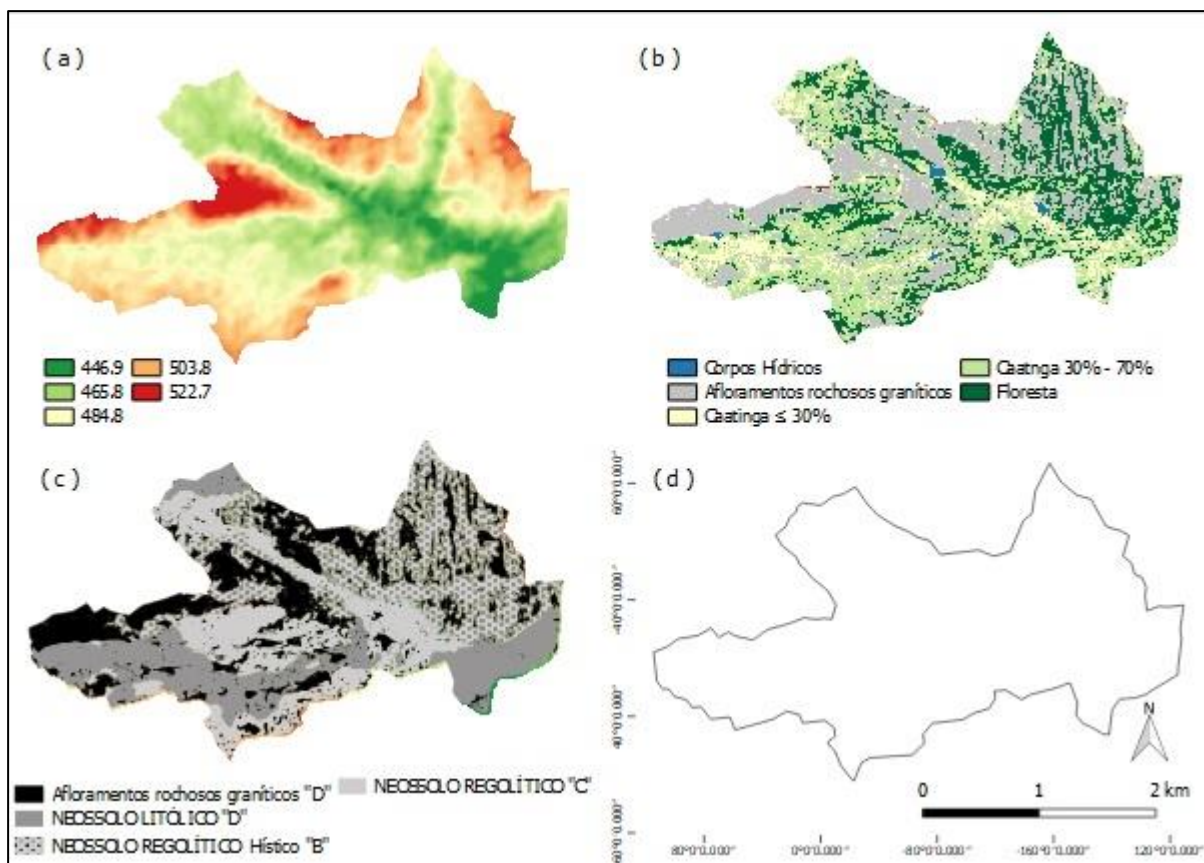 (a)
(b)
446.9 503.8
465.8 522.7
484.8
Corpos Hídricos Caatnga 30% - 70%
Afloramentos rochosos graníticos Floresta
Caatinga ≤ 30%
(c)
(d)
N
0 1 2 km
Afloramentos rochosos graníticos "D" NEOSSOLO REGOLÍTICO "C"
NEOSSOLO LITÓLICO "D"
NEOSSOLO REGOLÍTICO Hístico "B"